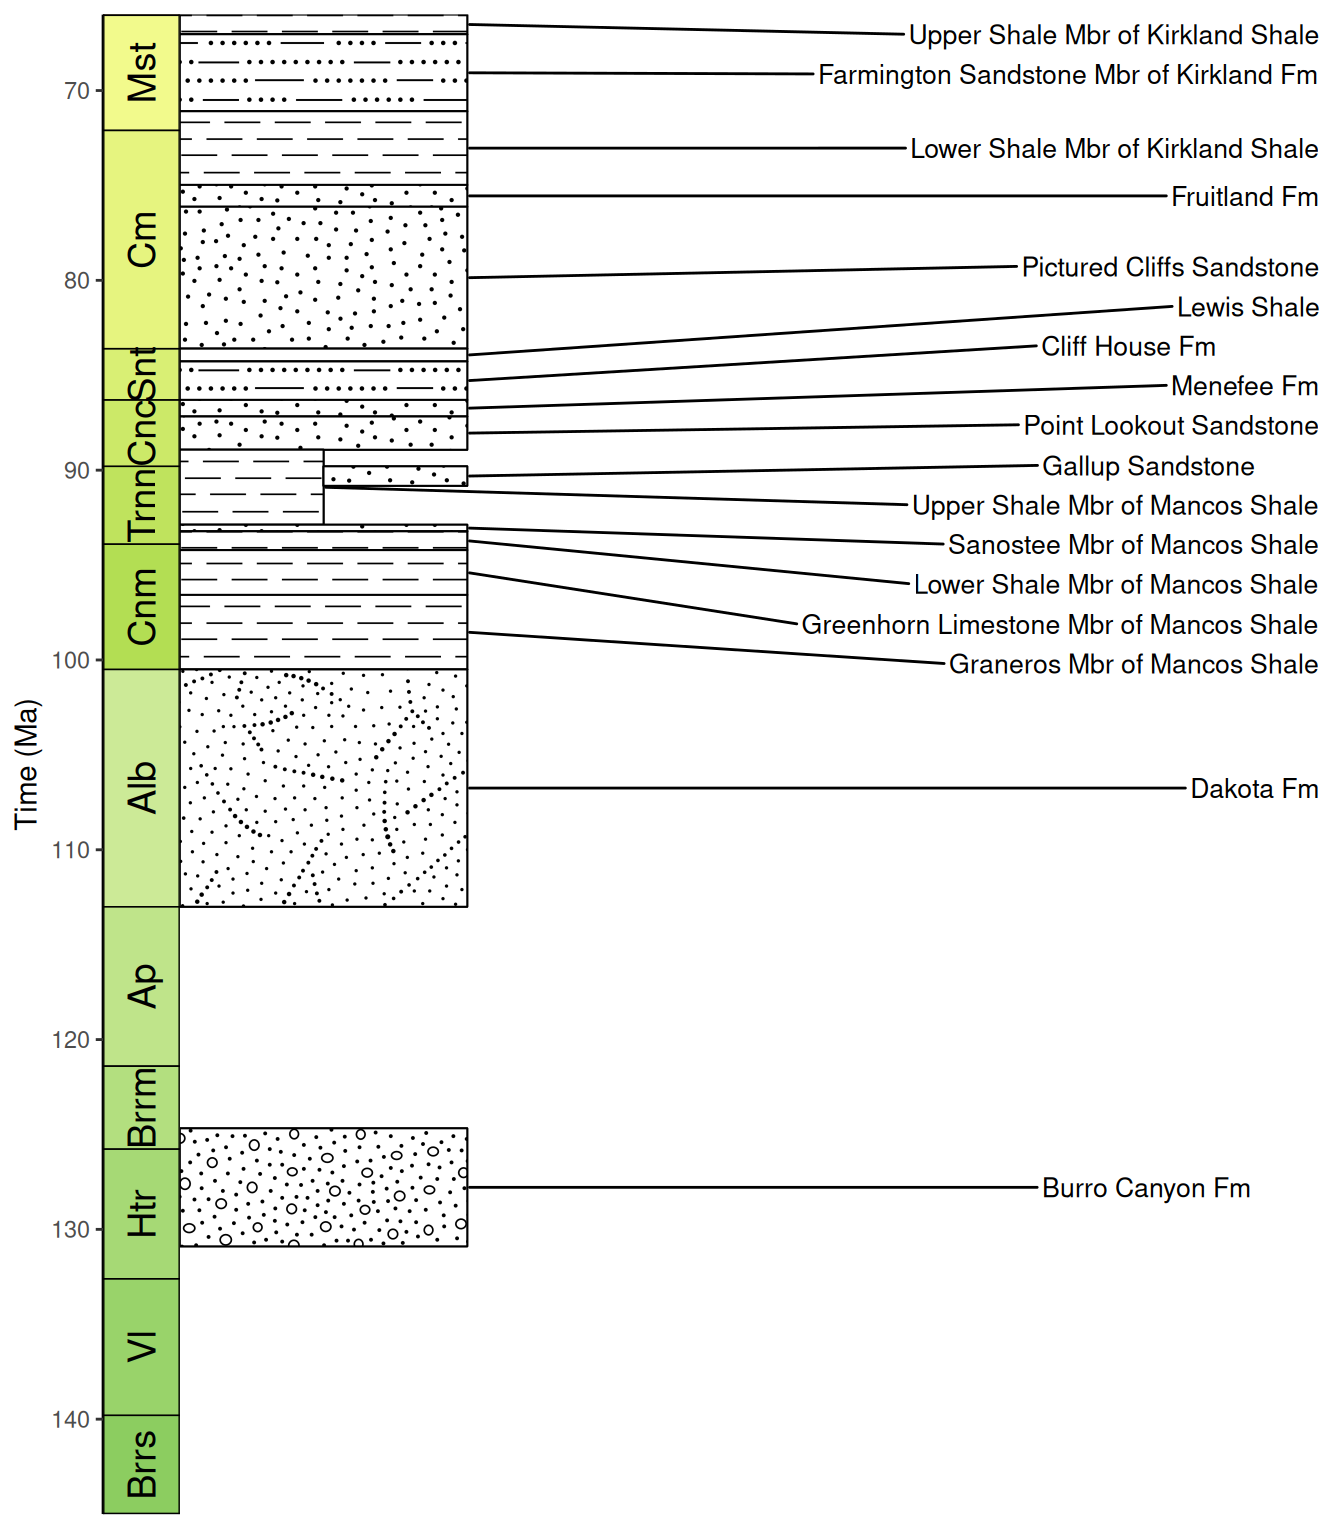 Upper Shale Mbr of Kirkland Shale
Farmington Sandstone Mbr of Kirkland Fm
Lower Shale Mbr of Kirkland Shale
Fruitland Fm
Pictured Cliffs Sandstone
Lewis Shale
Cliff House Fm
Menefee Fm
Point Lookout Sandstone
Gallup Sandstone
Upper Shale Mbr of Mancos Shale
Sanostee Mbr of Mancos Shale
Lower Shale Mbr of Mancos Shale
Greenhorn Limestone Mbr of Mancos Shale
Graneros Mbr of Mancos Shale
Dakota Fm
Burro Canyon Fm
Mst
Cm
Snt
Cnc
Trnn
Cnm
Alb
Ap
Brrm
Htr
Vl
Brrs
70
80
90
100
110
120
130
140
Time (Ma)